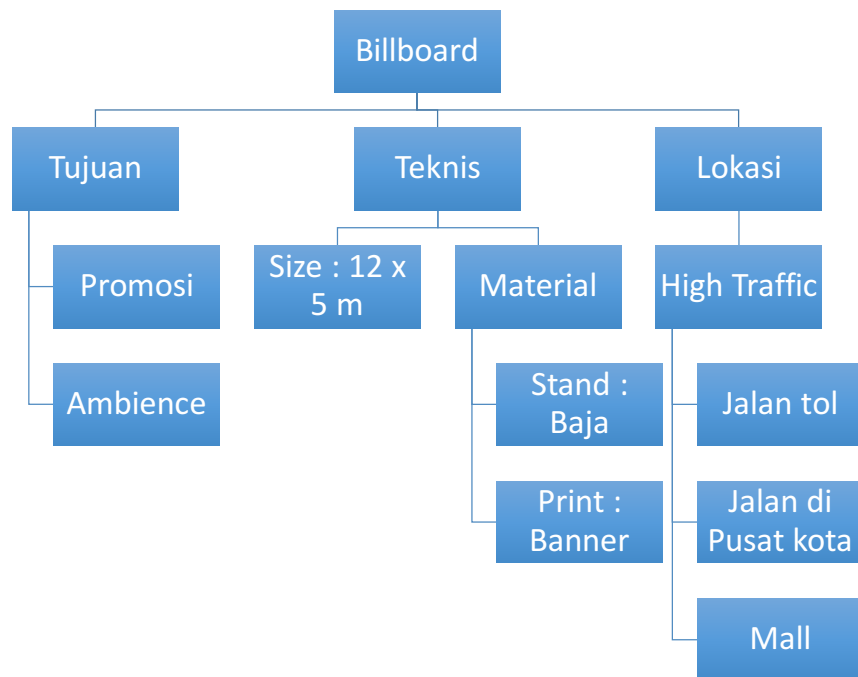 Billboard
Tujuan
Promosi
Ambience
Teknis
Size : 12 x
5 m
Material
Stand :
Baja
Print :
Banner
Lokasi
High Traffic
Jalan tol
Jalan di
Pusat kota
Mall